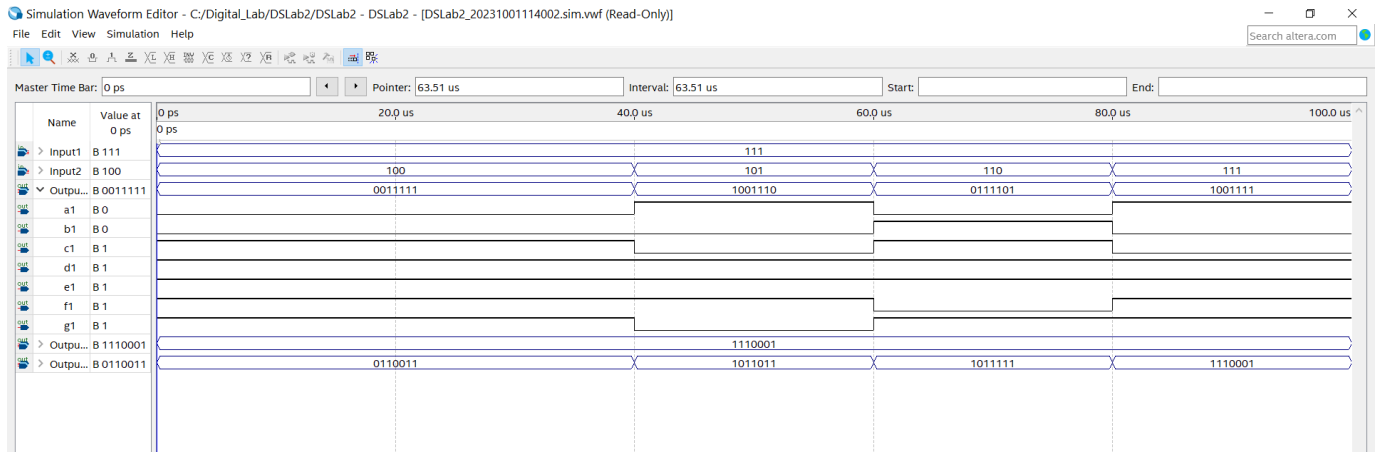 Simulation Waveform Editor - C:/Digital_Lab/DSLab2/DSLab2 - DSLab2 - [DSLab2_20231001114002.sim.vwf (Read-Only)]
File Edit View Simulation Help
Search altera.com
Master Time Bar: 0 ps Pointer: 63.51 us Interval: 63.51 us Start: End:
Name Value at 0 ps
0 ps 20.0 us 40.0 us 60.0 us 80.0 us 100.0 us
0 ps
Input1 B 111 111
Input2 B 100 100 101 110 111
Outpu... B 0011111 0011111 1001110 0111101 1001111
a1 B 0
b1 B 0
c1 B 1
d1 B 1
e1 B 1
f1 B 1
g1 B 1
Outpu... B 1110001 1110001
Outpu... B 0110011 0110011 1011011 1011111 1110001